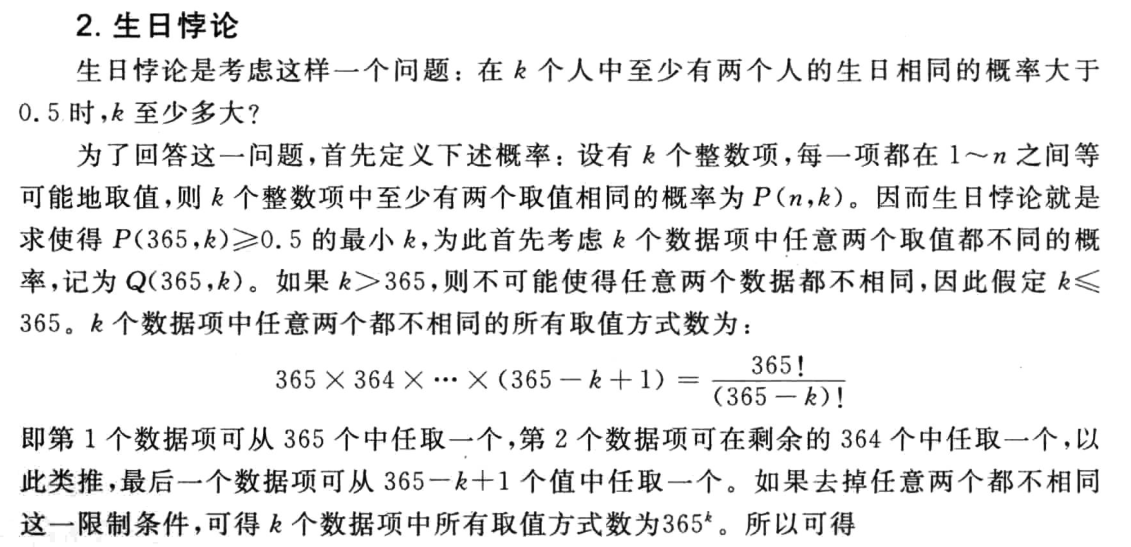 2. 生日悖论
生日悖论是考虑这样一个问题：在 k 个人中至少有两个人的生日相同的概率大于
0.5 时，k 至少多大?
为了回答这一问题，首先定义下述概率：设有 k 个整数项，每一项都在 1～n 之间等
可能地取值，则 k 个整数项中至少有两个取值相同的概率为 P(n,k)。因而生日悖论就是
求使得 P(365,k)≥0.5 的最小 k，为此首先考虑 k 个数据项中任意两个取值都不同的概
率，记为 Q(365,k)。如果 k＞365，则不可能使得任意两个数据都不相同，因此假定 k≤
365。k 个数据项中任意两个都不相同的所有取值方式数为：
365×364×…×(365−k+1) = 365!/(365−k)!
即第 1 个数据项可从 365 个中任取一个，第 2 个数据项可在剩余的 364 个中任取一个，以
此类推，最后一个数据项可从 365−k+1 个值中任取一个。如果去掉任意两个都不相同
这一限制条件，可得 k 个数据项中所有取值方式数为365ᵏ。所以可得